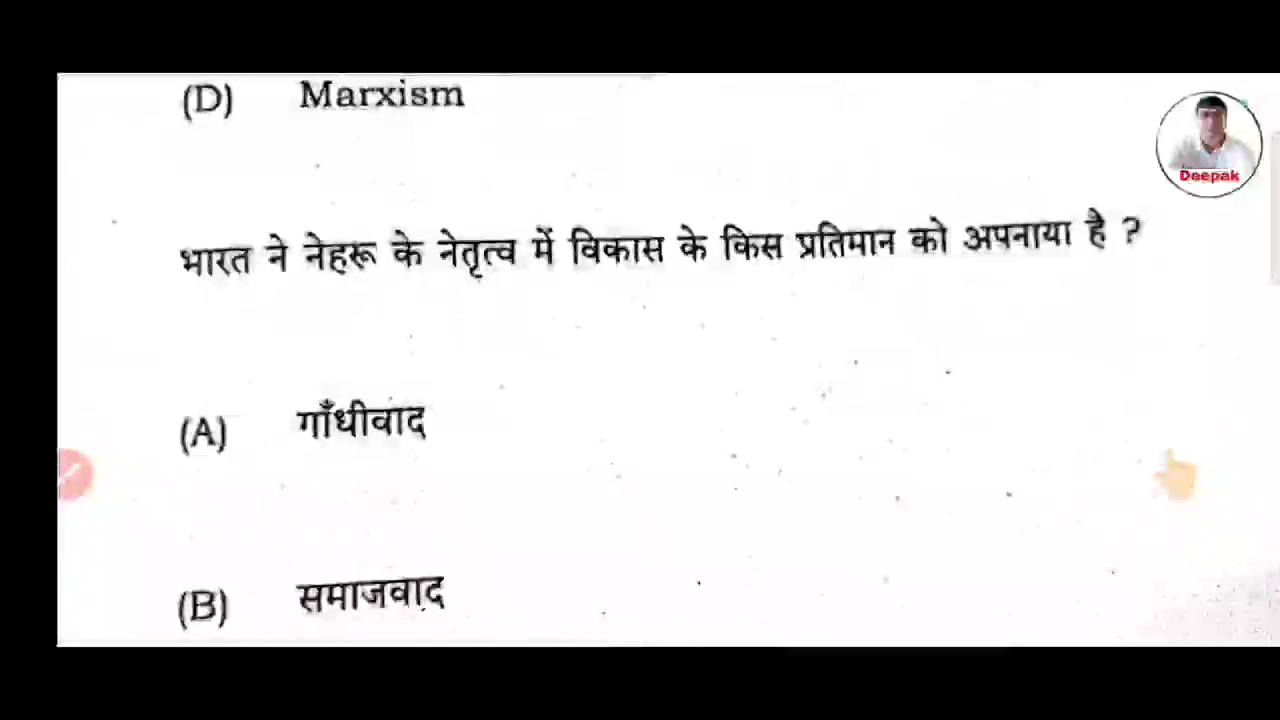 (D) Marxism
Deepak
भारत ने नेहरू के नेतृत्व में विकास के किस प्रतिमान को अपनाया है ?
(A) गाँधीवाद
(B) समाजवाद